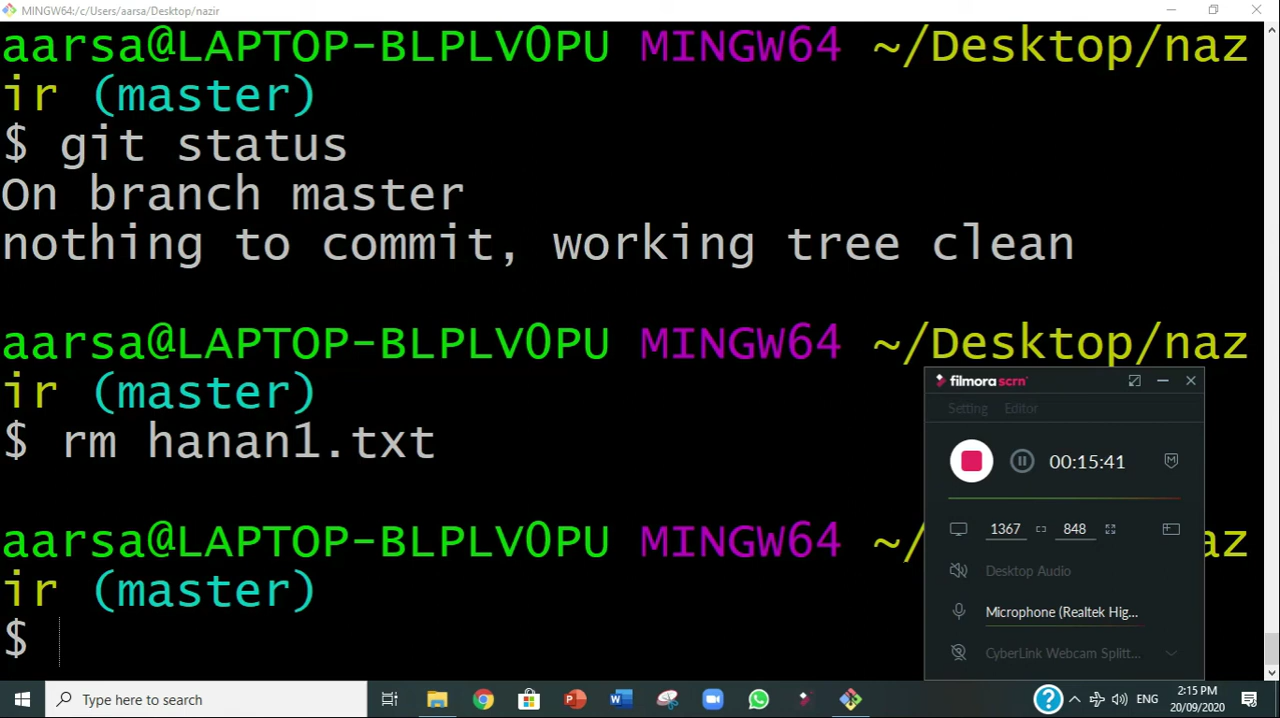 MINGW64:/c/Users/aarsa/Desktop/nazir
aarsa@LAPTOP-BLPLV0PU MINGW64 ~/Desktop/naz
ir (master)
$ git status
On branch master
nothing to commit, working tree clean
aarsa@LAPTOP-BLPLV0PU MINGW64 ~/Desktop/naz
ir (master)
$ rm hanan1.txt
aarsa@LAPTOP-BLPLV0PU MINGW64 ~/ az
ir (master)
$
filmora scrn
Setting Editor
00:15:41
1367 848
Desktop Audio
Microphone (Realtek Hig...
CyberLink Webcam Splitt...
Type here to search
ENG
2:15 PM
20/09/2020